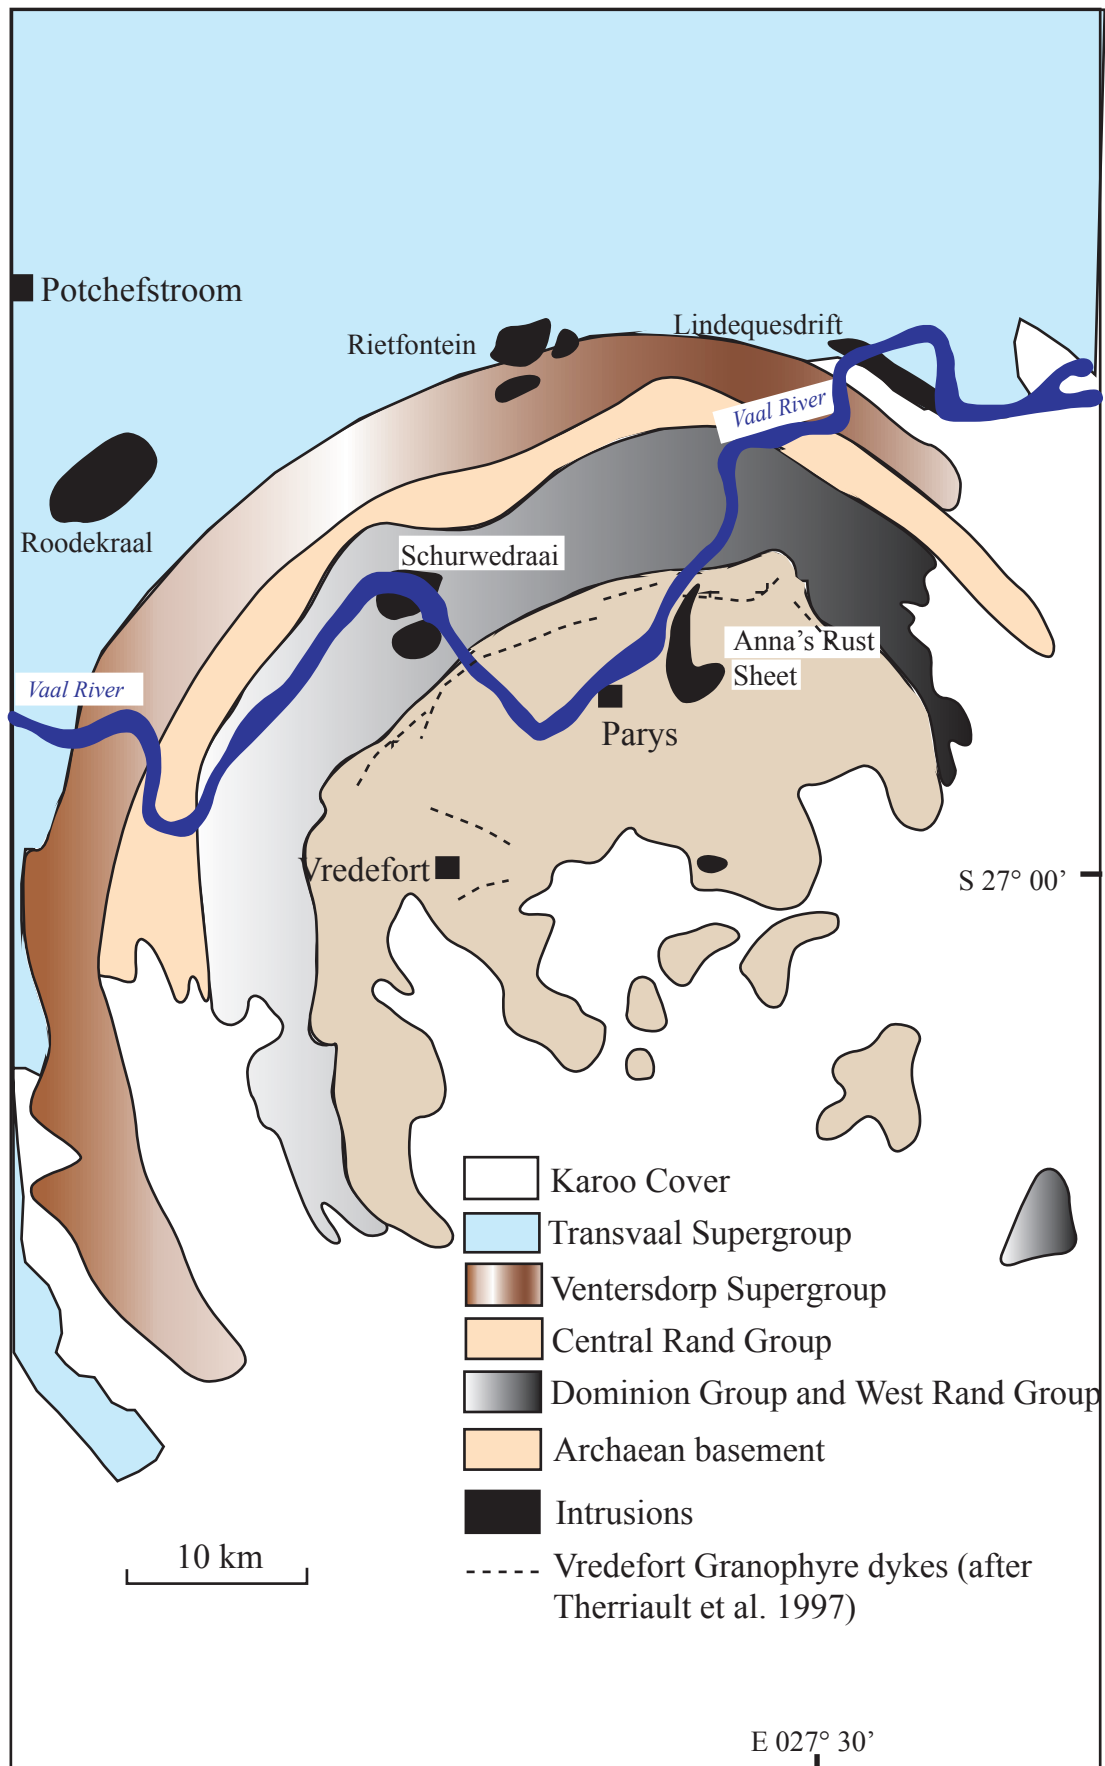 Potchefstroom
Rietfontein
Lindequesdrift
Vaal River
Roodekraal
Schurwedraai
Anna’s Rust
Sheet
Vaal River
Parys
Vredefort
S 27° 00’
Karoo Cover
Transvaal Supergroup
Ventersdorp Supergroup
Central Rand Group
Dominion Group and West Rand Group
Archaean basement
Intrusions
10 km
Vredefort Granophyre dykes (after
Therriault et al. 1997)
E 027° 30’